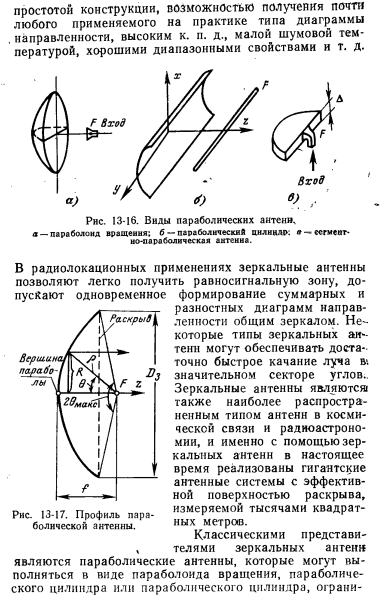 простотой конструкции, возможностью получения почти
любого применяемого на практике типа диаграммы
направленности, высоким к. п. д., малой шумовой тем-
пературой, хорошими диапазонными свойствами и т. д.
F Вход
а)
x
F
z
y
б)
Δ
F
Вход
в)
Рис. 13-16. Виды параболических антенн.
а — параболоид вращения; б — параболический цилиндр; в — сегмент-
но-параболическая антенна.
В радиолокационных применениях зеркальные антенны
позволяют легко получить равносигнальную зону, до-
пускают одновременное формирование суммарных и
разностных диаграмм направ-
ленности общим зеркалом. Не-
которые типы зеркальных ан-
тенн могут обеспечивать доста-
точно быстрое качание луча в
значительном секторе углов.
Зеркальные антенны являются
также наиболее распростра-
ненным типом антенн в косми-
ческой связи и радиоастроно-
мии, и именно с помощью зер-
кальных антенн в настоящее
время реализованы гигантские
антенные системы с эффектив-
ной поверхностью раскрыва,
измеряемой тысячами квадрат-
ных метров.
Раскрыв
Вершина
парабо-
лы
R
ρ
θ
F
z
Dз
2θмакс
f
Рис. 13-17. Профиль пара-
болической антенны.
Классическими представи-
телями зеркальных антенн
являются параболические антенны, которые могут вы-
полняться в виде параболоида вращения, параболиче-
ского цилиндра или параболического цилиндра, ограни-